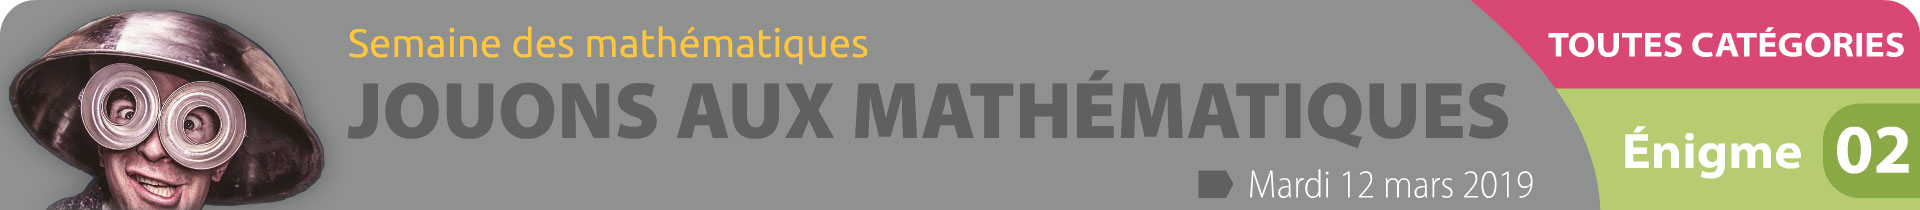 Semaine des mathématiques
JOUONS AUX MATHÉMATIQUES
Mardi 12 mars 2019
TOUTES CATÉGORIES
Énigme 02